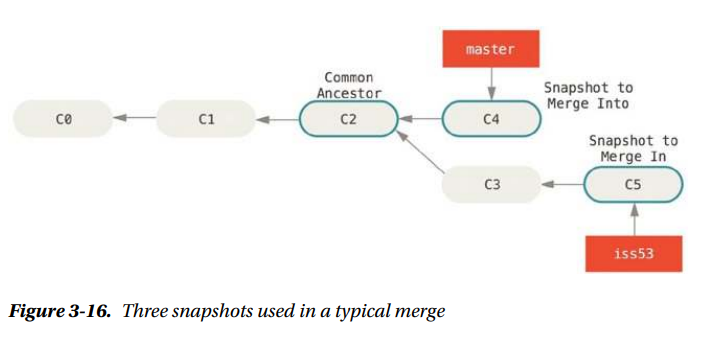 master
Common
Ancestor
Snapshot to
Merge Into
C0
C1
C2
C4
Snapshot to
Merge In
C3
C5
iss53
Figure 3-16. Three snapshots used in a typical merge